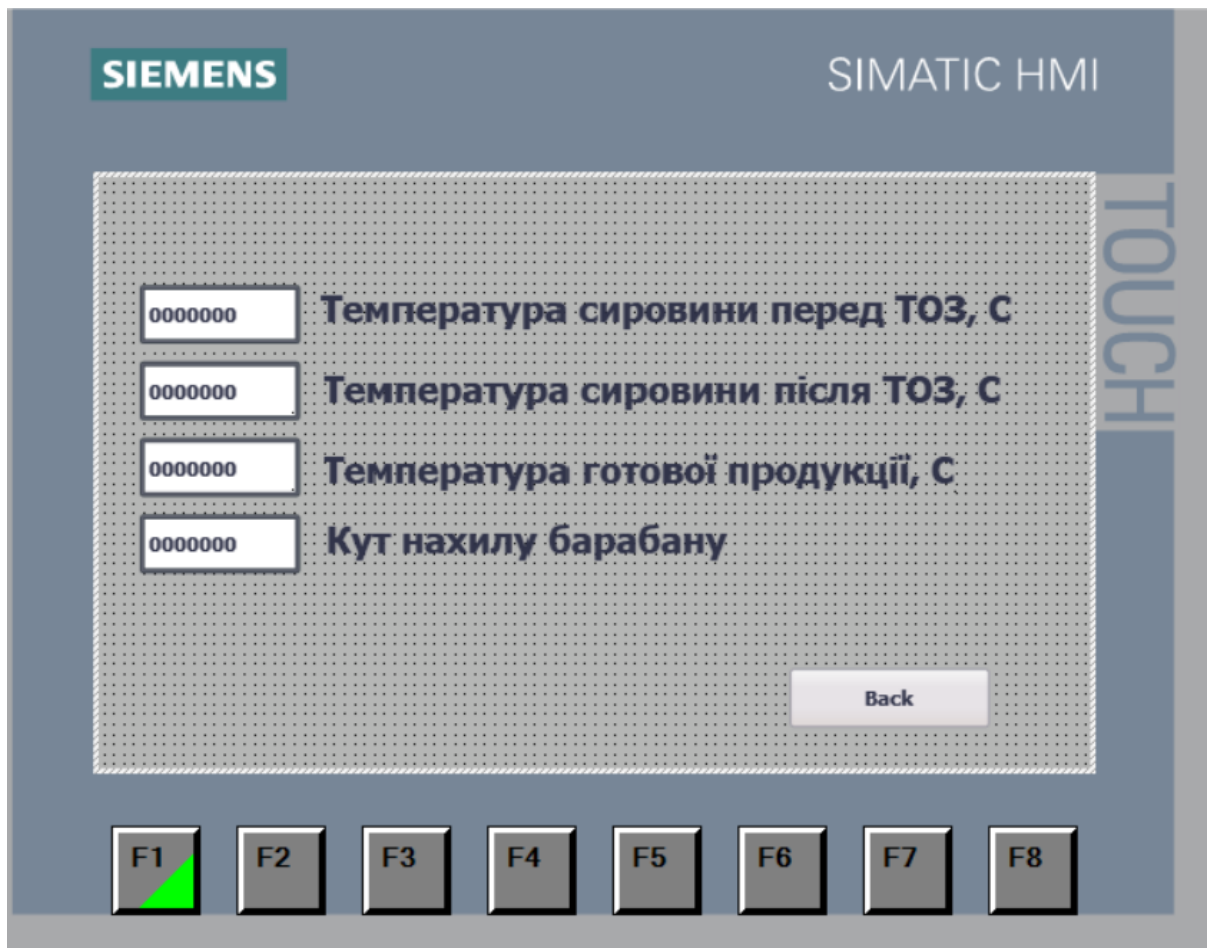 SIEMENS
SIMATIC HMI
TOUCH
0000000 Температура сировини перед ТОЗ, С
0000000 Температура сировини після ТОЗ, С
0000000 Температура готової продукції, С
0000000 Кут нахилу барабану
Back
F1 F2 F3 F4 F5 F6 F7 F8